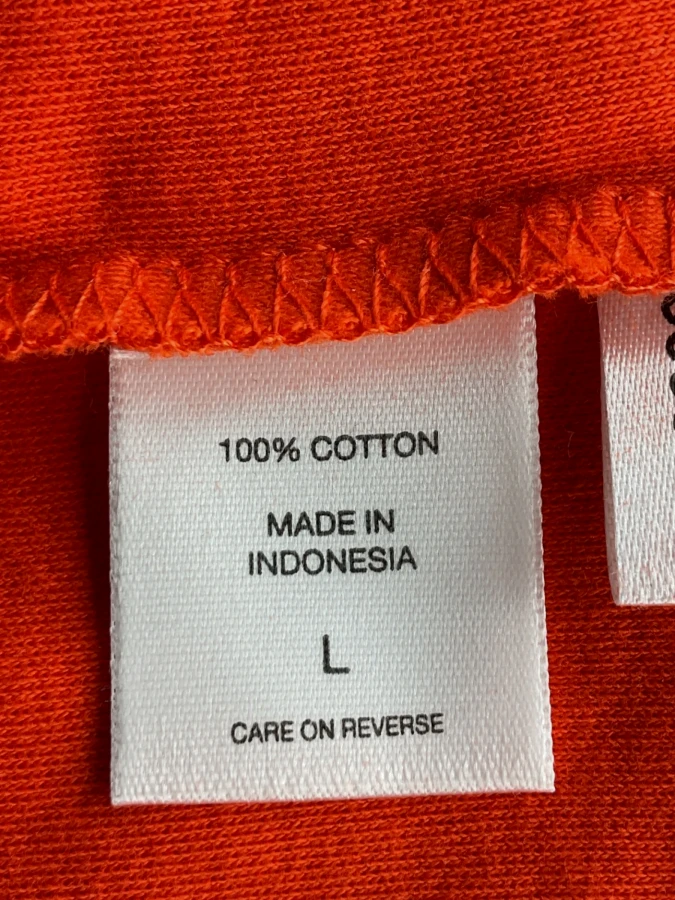 100% COTTON
MADE IN
INDONESIA
L
CARE ON REVERSE